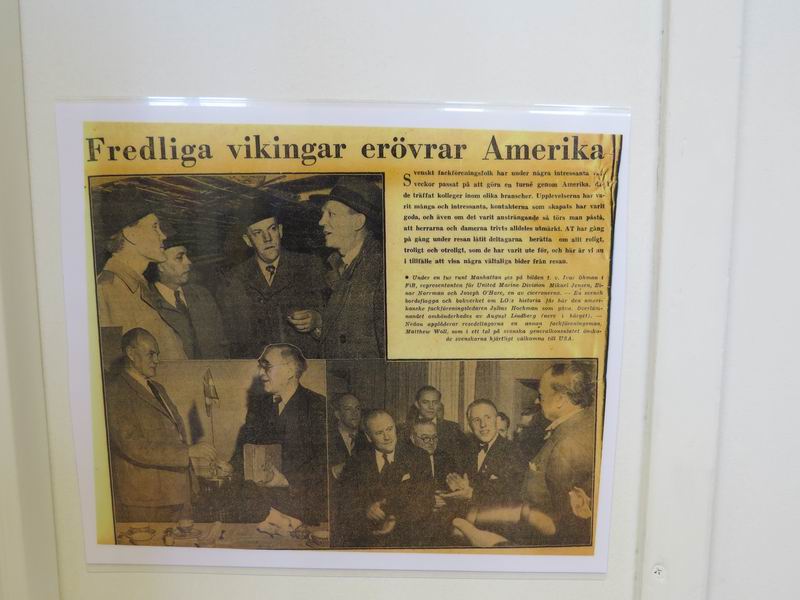 Fredliga vikingar erövrar Amerika
Svenskt fackföreningsfolk har under några intressanta
veckor passat på att göra en turné genom Amerika, där
de träffat kolleger inom olika branscher. Upplevelserna har va-
rit många och intressanta, kontakterna som skapats har varit
goda, och även om det varit ansträngande så törs man påstå,
att herrarna och damerna trivts alldeles utmärkt. AT har gång
på gång under resan låtit deltagarna berätta om allt roligt,
troligt och otroligt, som de har varit ute för, och här är vi nu
i tillfälle att visa några vältaliga bider från resan.
● Under en tur runt Manhattan ses på bilden t. v. Ivar Öhman i
FiB, representanten för United Marine Division Mikael Jensen, Ei-
nar Norrman och Joseph O'Hare, en av ciceronerna. — En svensk
bordsflagga och bokverket om LO:s historia får här den ameri-
kanske fackföreningsledaren Julius Hochman som gåva. Överläm-
nandet ombänderhades av August Lindberg (mera i hörget). —
Nedan applåderar resedeltagarna en annan fackföreningsman,
Matthew Woll, som i ett tal på svenska generalkonsulatet önska-
de svenskarna hjärtligt välkomna till USA.